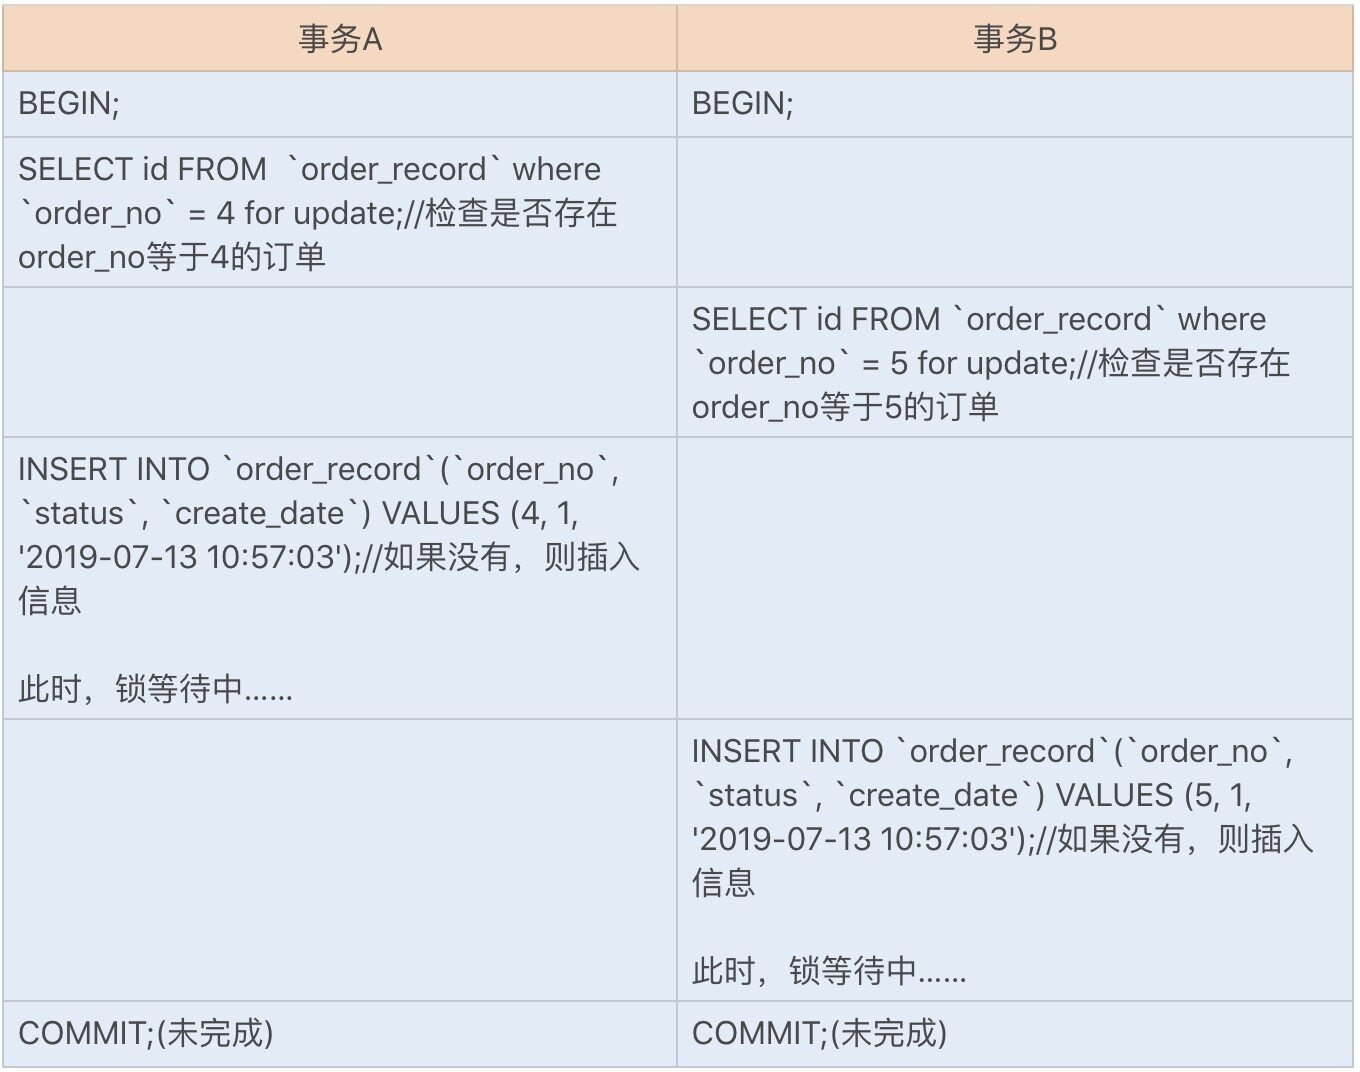 事务A
事务B
BEGIN;
BEGIN;
SELECT id FROM  `order_record` where
`order_no` = 4 for update;//检查是否存在
order_no等于4的订单
SELECT id FROM `order_record` where
`order_no` = 5 for update;//检查是否存在
order_no等于5的订单
INSERT INTO `order_record`(`order_no`,
`status`, `create_date`) VALUES (4, 1,
'2019-07-13 10:57:03');//如果没有，则插入
信息
此时，锁等待中……
INSERT INTO `order_record`(`order_no`,
`status`, `create_date`) VALUES (5, 1,
'2019-07-13 10:57:03');//如果没有，则插入
信息
此时，锁等待中……
COMMIT;(未完成)
COMMIT;(未完成)